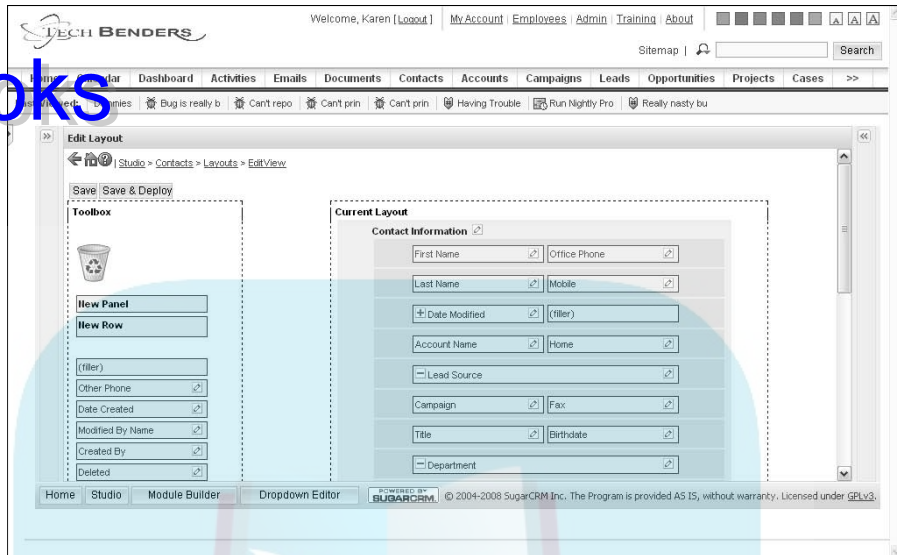 TECH BENDERS
Welcome, Karen [ Logout ] My Account | Employees | Admin | Training | About A A A
Sitemap | Search
oks
Home Calendar Dashboard Activities Emails Documents Contacts Accounts Campaigns Leads Opportunities Projects Cases >>
Bug is really b Can't repo Can't prin Can't prin Having Trouble Run Nightly Pro Really nasty bu
Edit Layout
| Studio > Contacts > Layouts > EditView
Save Save & Deploy
Toolbox
New Panel
New Row
(filler)
Other Phone
Date Created
Modified By Name
Created By
Deleted
Current Layout
Contact Information
First Name Office Phone
Last Name Mobile
Date Modified (filler)
Account Name Home
Lead Source
Campaign Fax
Title Birthdate
Department
Home Studio Module Builder Dropdown Editor POWERED BY SUGARCRM © 2004-2008 SugarCRM Inc. The Program is provided AS IS, without warranty. Licensed under GPLv3.